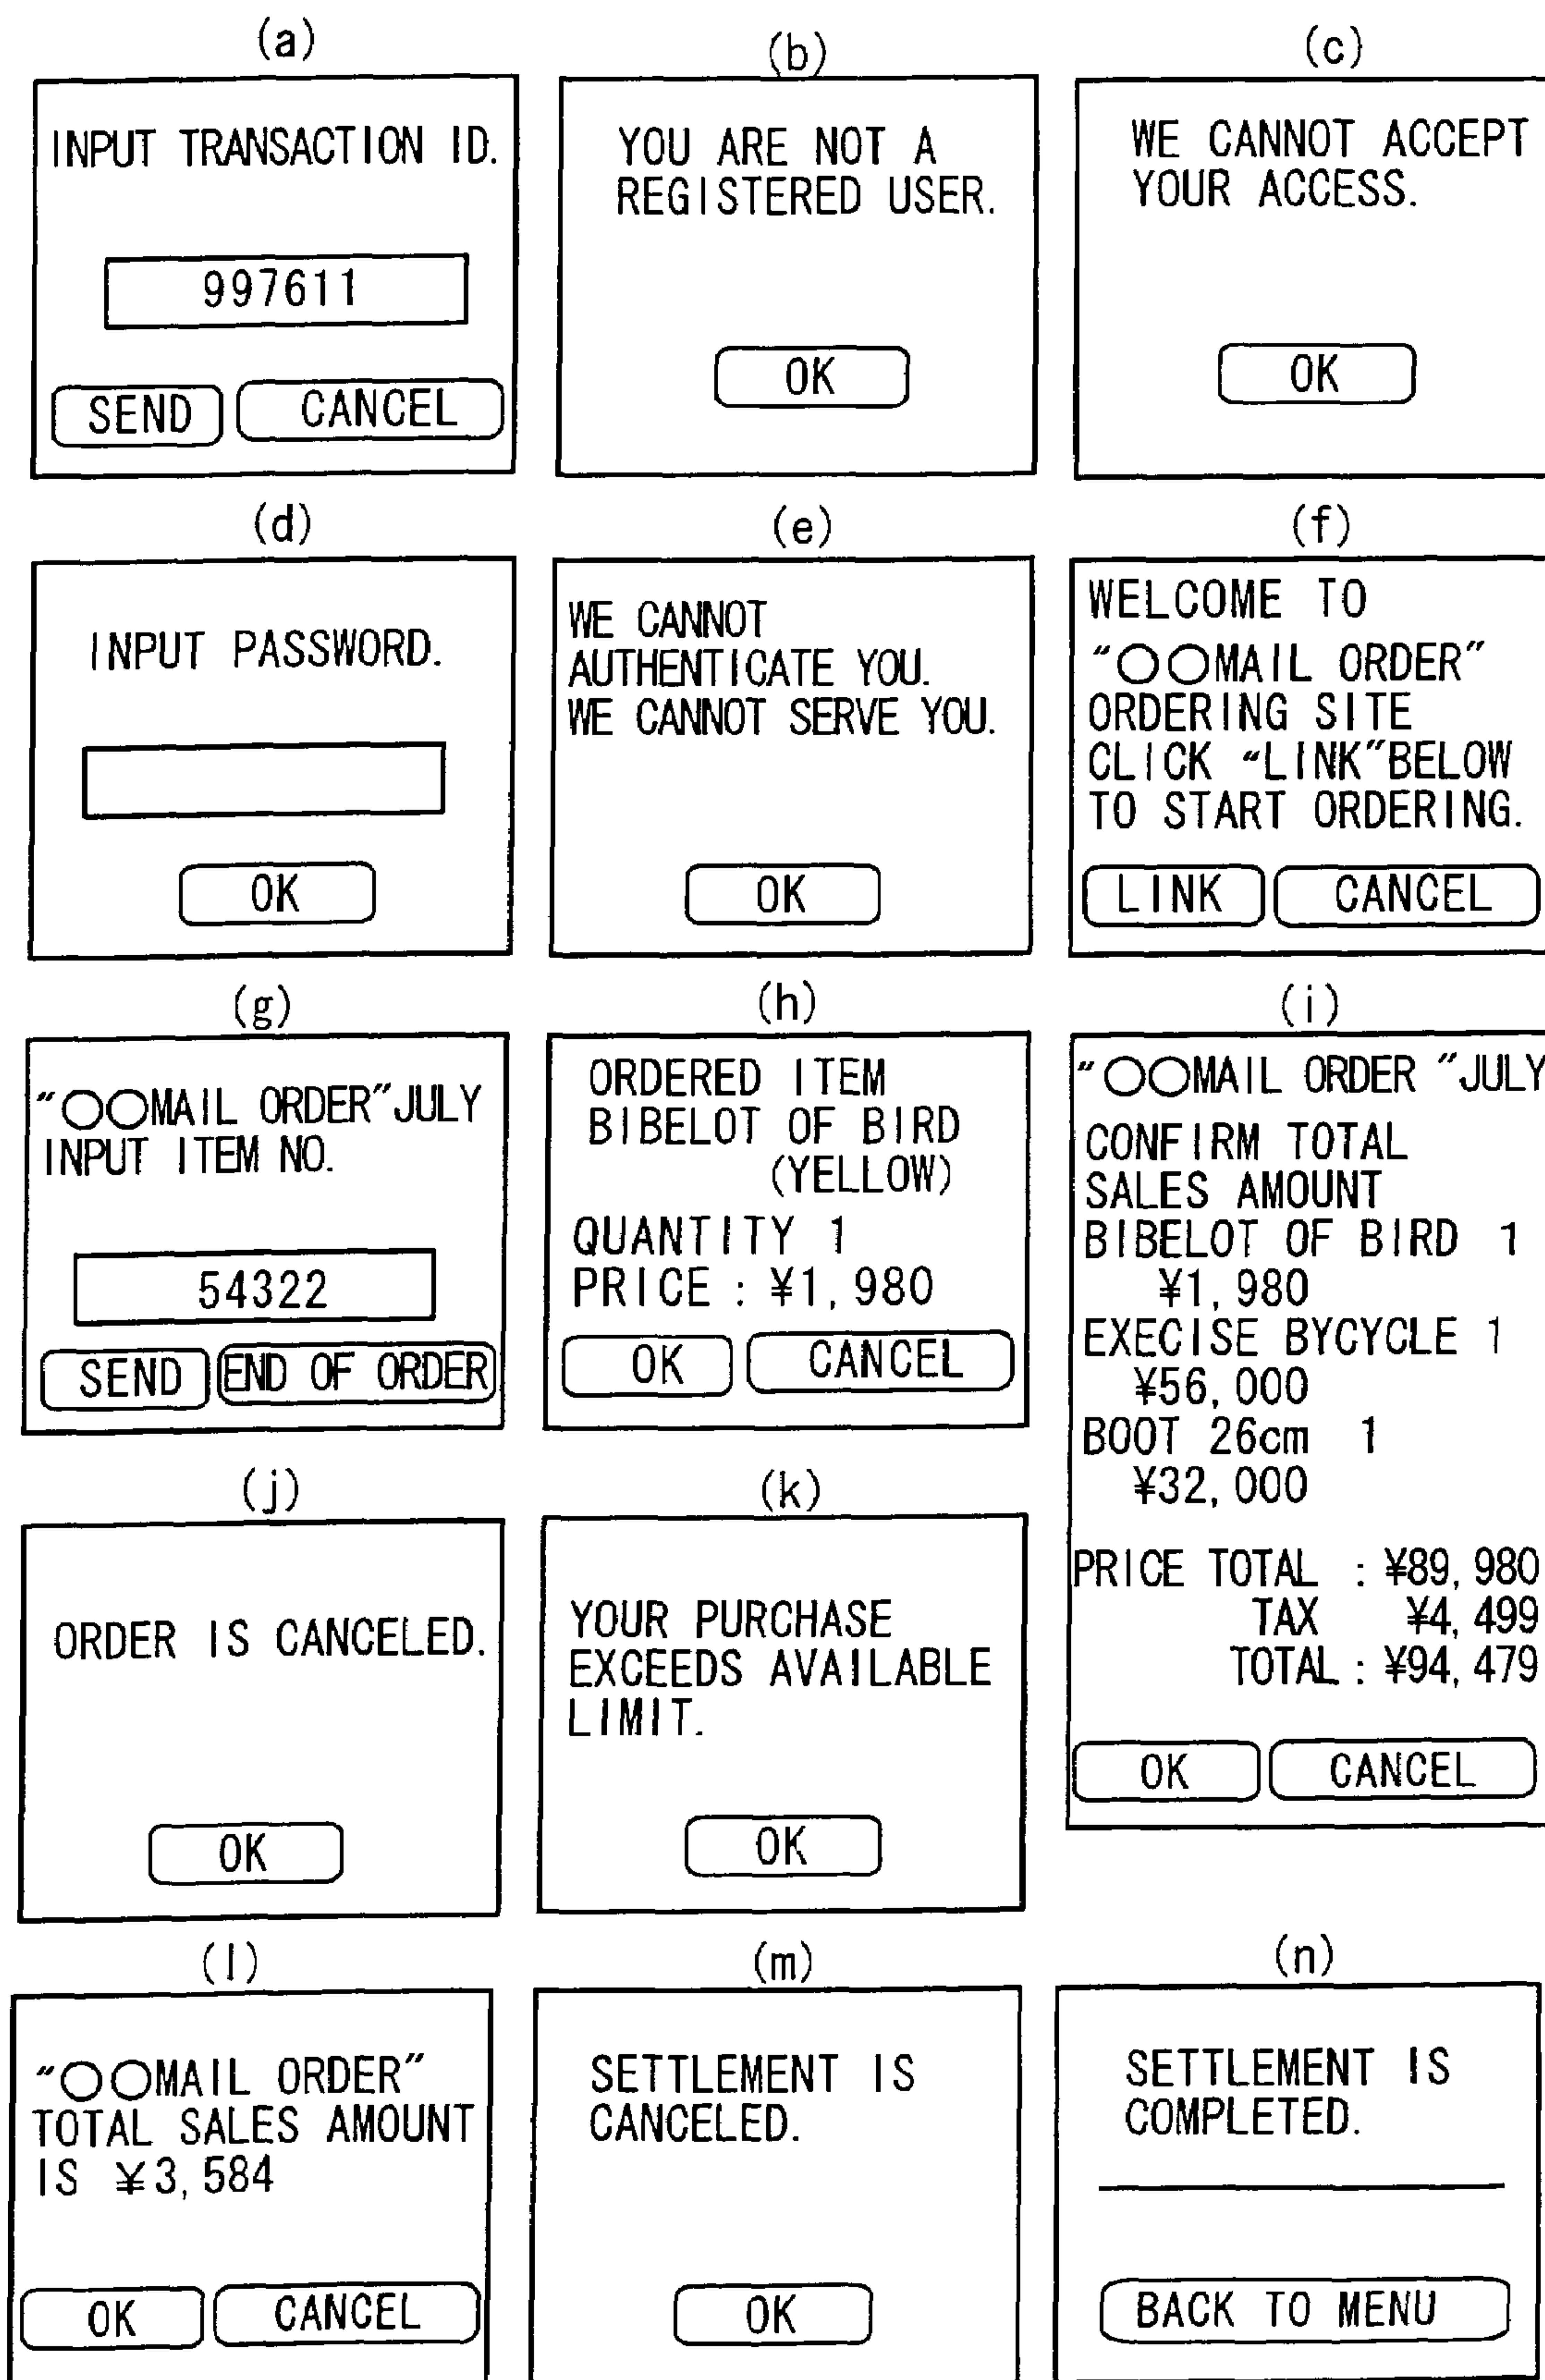 (a)
INPUT TRANSACTION ID.
997611
SEND CANCEL
(b)
YOU ARE NOT A
REGISTERED USER.
OK
(c)
WE CANNOT ACCEPT
YOUR ACCESS.
OK
(d)
INPUT PASSWORD.
OK
(e)
WE CANNOT
AUTHENTICATE YOU.
WE CANNOT SERVE YOU.
OK
(f)
WELCOME TO
"○○MAIL ORDER"
ORDERING SITE
CLICK "LINK"BELOW
TO START ORDERING.
LINK CANCEL
(g)
"○○MAIL ORDER"JULY
INPUT ITEM NO.
54322
SEND END OF ORDER
(h)
ORDERED ITEM
BIBELOT OF BIRD
(YELLOW)
QUANTITY 1
PRICE : ¥1,980
OK CANCEL
(i)
"○○MAIL ORDER "JULY
CONFIRM TOTAL
SALES AMOUNT
BIBELOT OF BIRD 1
¥1,980
EXECISE BYCYCLE 1
¥56,000
BOOT 26cm 1
¥32,000
PRICE TOTAL : ¥89,980
TAX ¥4,499
TOTAL : ¥94,479
OK CANCEL
(j)
ORDER IS CANCELED.
OK
(k)
YOUR PURCHASE
EXCEEDS AVAILABLE
LIMIT.
OK
(l)
"○○MAIL ORDER"
TOTAL SALES AMOUNT
IS ¥3,584
OK CANCEL
(m)
SETTLEMENT IS
CANCELED.
OK
(n)
SETTLEMENT IS
COMPLETED.
BACK TO MENU